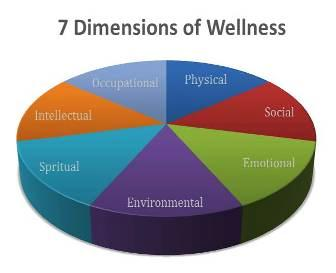 7 Dimensions of Wellness
Occupational
Physical
Intellectual
Social
Spritual
Emotional
Environmental